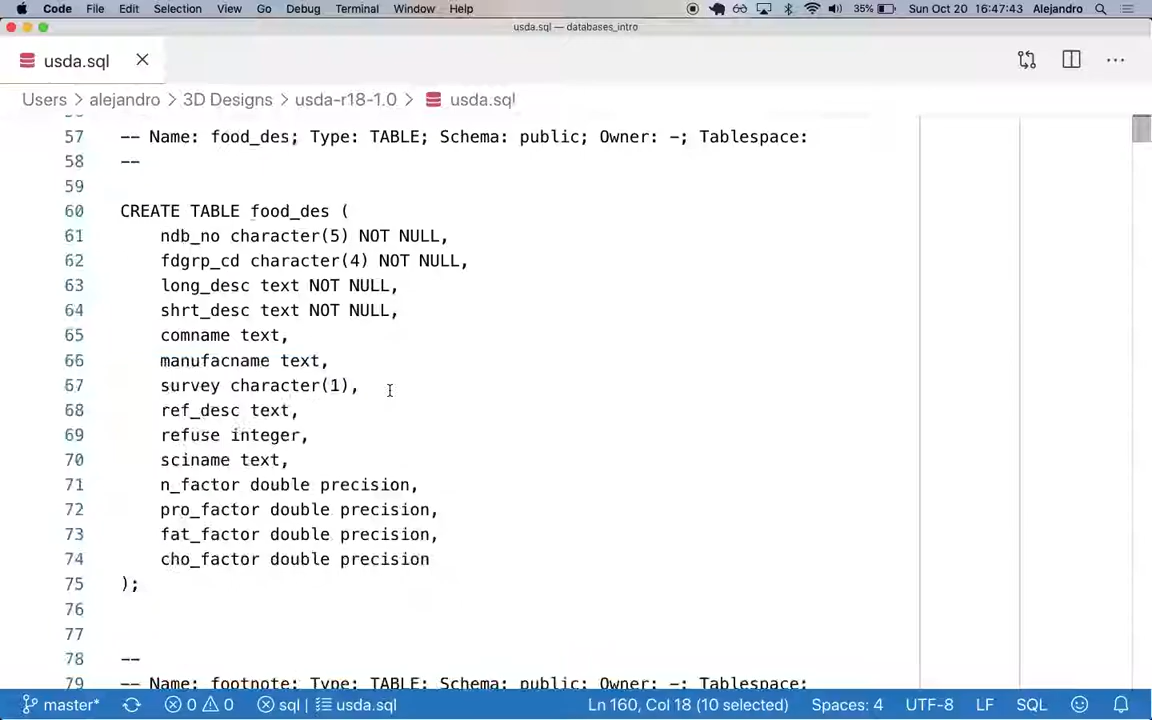 Code File Edit Selection View Go Debug Terminal Window Help 35% Sun Oct 20 16:47:43 Alejandro
usda.sql — databases_intro
usda.sql
Users > alejandro > 3D Designs > usda-r18-1.0 > usda.sql
57 -- Name: food_des; Type: TABLE; Schema: public; Owner: -; Tablespace:
58 --
59
60 CREATE TABLE food_des (
61 ndb_no character(5) NOT NULL,
62 fdgrp_cd character(4) NOT NULL,
63 long_desc text NOT NULL,
64 shrt_desc text NOT NULL,
65 comname text,
66 manufacname text,
67 survey character(1),
68 ref_desc text,
69 refuse integer,
70 sciname text,
71 n_factor double precision,
72 pro_factor double precision,
73 fat_factor double precision,
74 cho_factor double precision
75 );
76
77
78 --
79 -- Name: footnote; Type: TABLE; Schema: public; Owner: -; Tablespace:
master* 0 0 sql | usda.sql Ln 160, Col 18 (10 selected) Spaces: 4 UTF-8 LF SQL